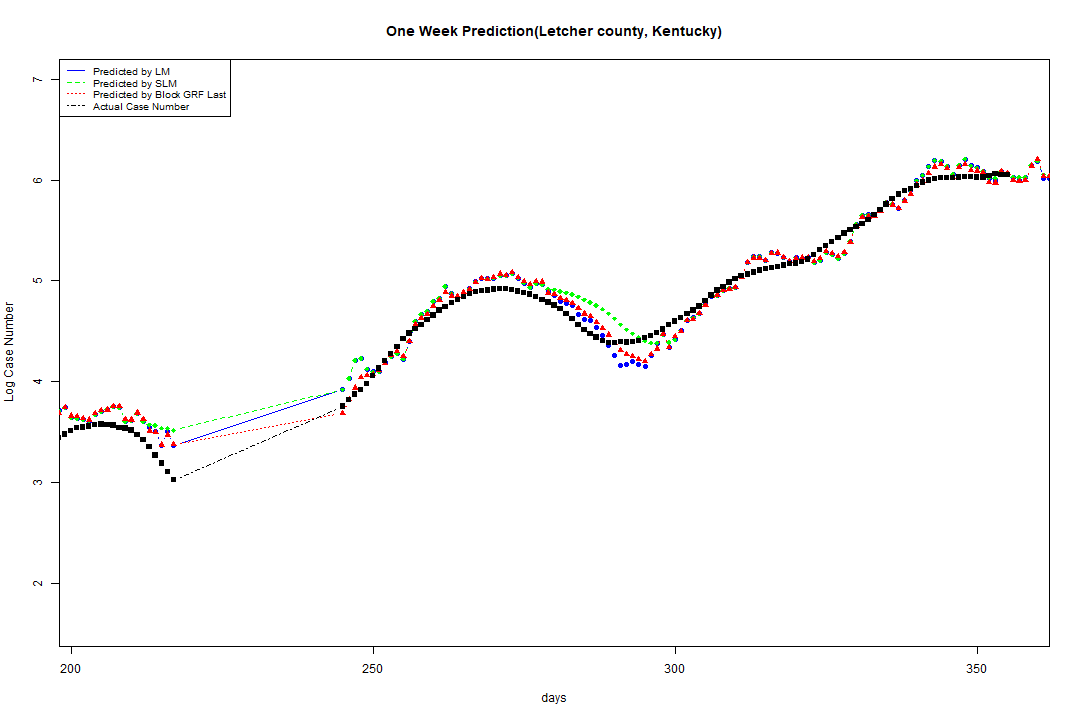 One Week Prediction(Letcher county, Kentucky)
Predicted by LM
Predicted by SLM
Predicted by Block GRF Last
Actual Case Number
7
6
5
4
3
2
Log Case Number
200 250 300 350
days